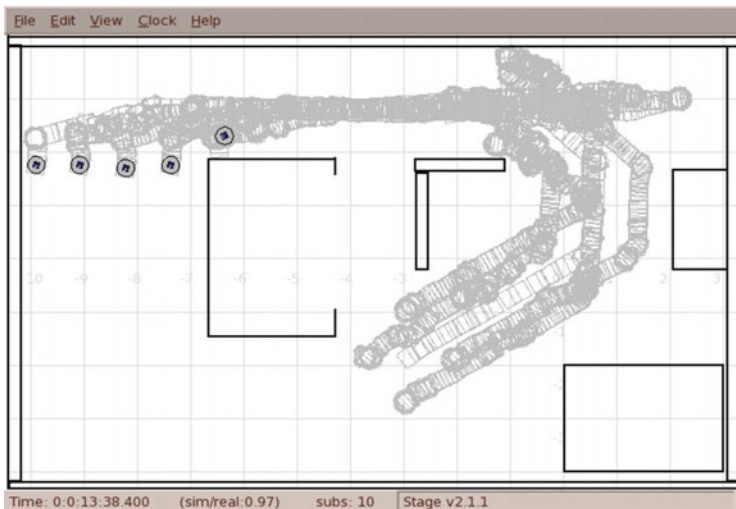 File Edit View Clock Help
-10 -9 -8 -7 -6 -5 -4 -3 2 3
-1
Time: 0:0:13:38.400 (sim/real:0.97) subs: 10 Stage v2.1.1